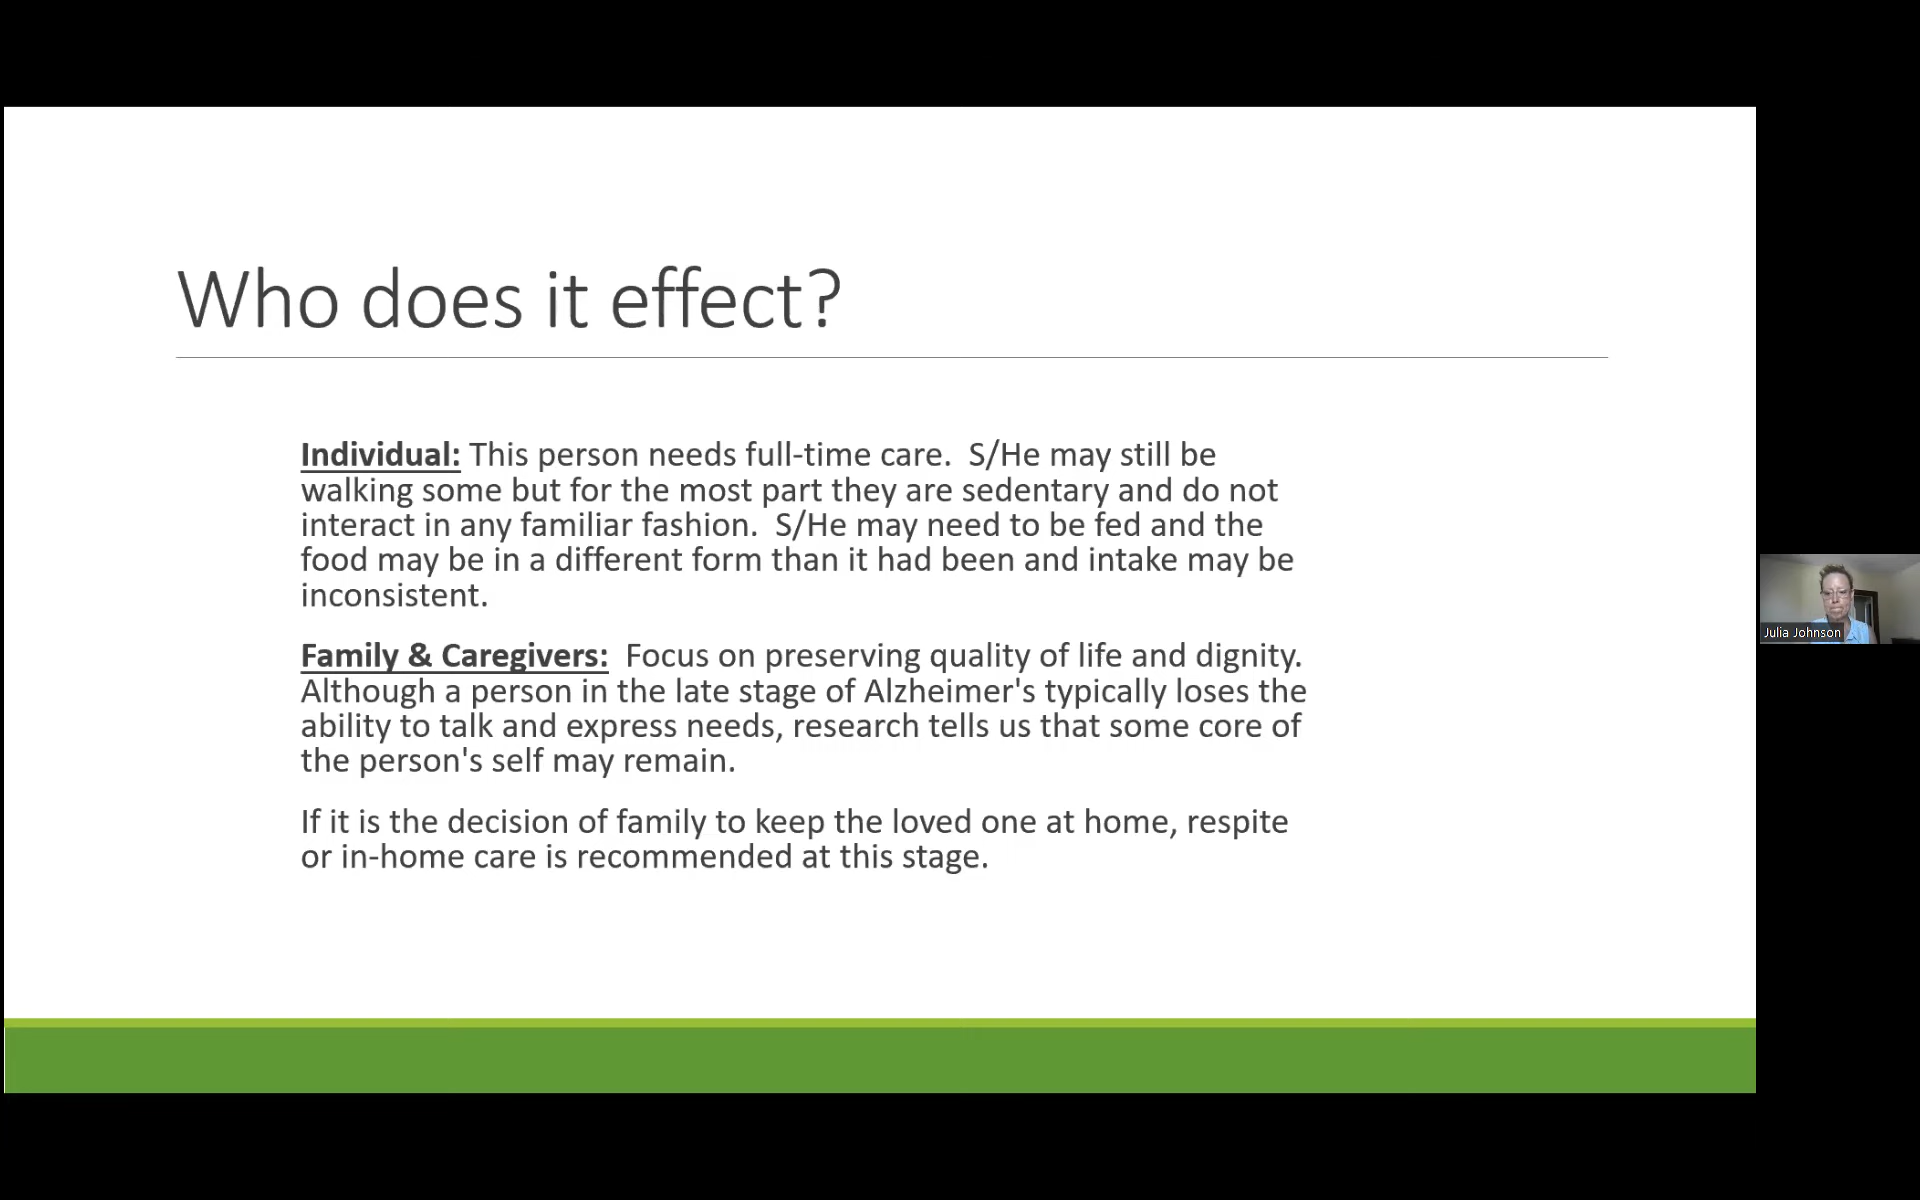 Who does it effect?
Individual: This person needs full-time care.  S/He may still be
walking some but for the most part they are sedentary and do not
interact in any familiar fashion.  S/He may need to be fed and the
food may be in a different form than it had been and intake may be
inconsistent.
Family & Caregivers:  Focus on preserving quality of life and dignity.
Although a person in the late stage of Alzheimer's typically loses the
ability to talk and express needs, research tells us that some core of
the person's self may remain.
If it is the decision of family to keep the loved one at home, respite
or in-home care is recommended at this stage.
Julia Johnson